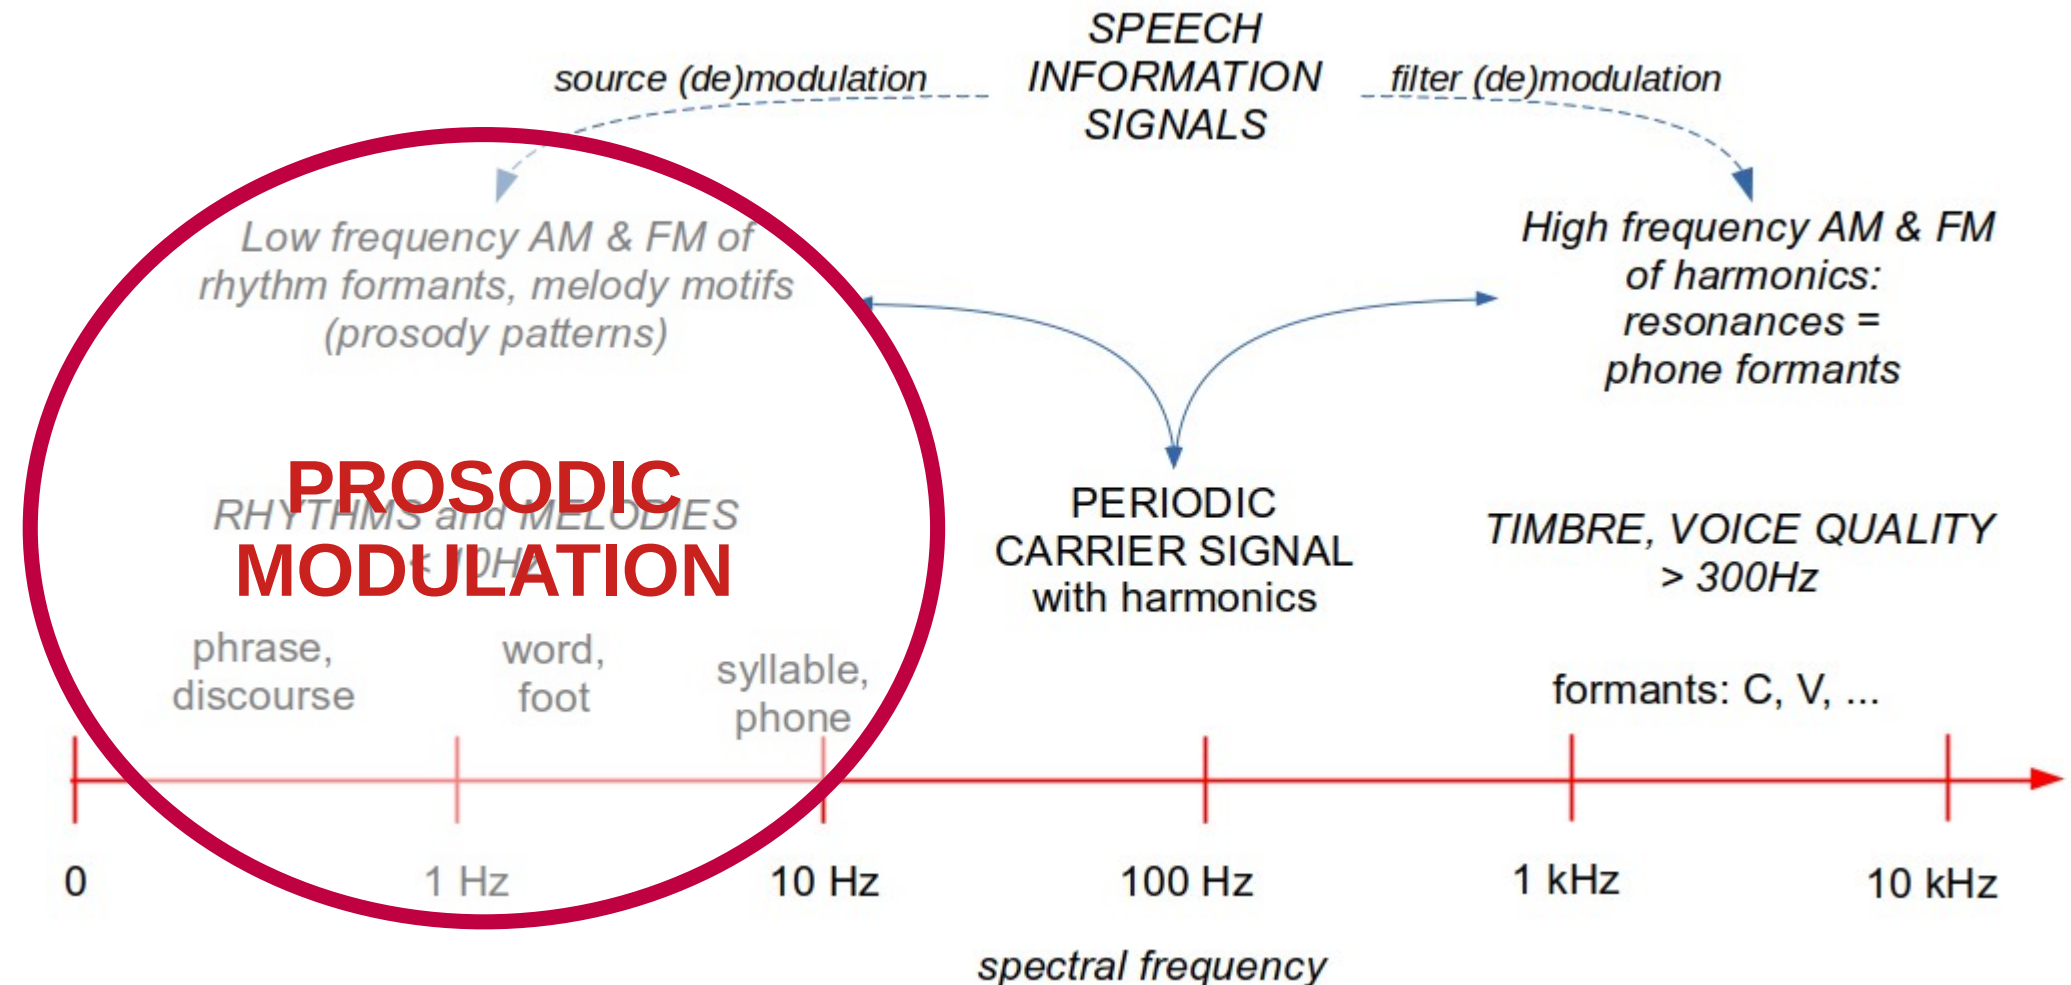 SPEECH
INFORMATION
SIGNALS
source (de)modulation
filter (de)modulation
Low frequency AM & FM of
rhythm formants, melody motifs
(prosody patterns)
High frequency AM & FM
of harmonics:
resonances =
phone formants
PROSODIC
MODULATION
RHYTHMS and MELODIES
< 10Hz
PERIODIC
CARRIER SIGNAL
with harmonics
TIMBRE, VOICE QUALITY
> 300Hz
phrase,
discourse
word,
foot
syllable,
phone
formants: C, V, ...
0
1 Hz
10 Hz
100 Hz
1 kHz
10 kHz
spectral frequency